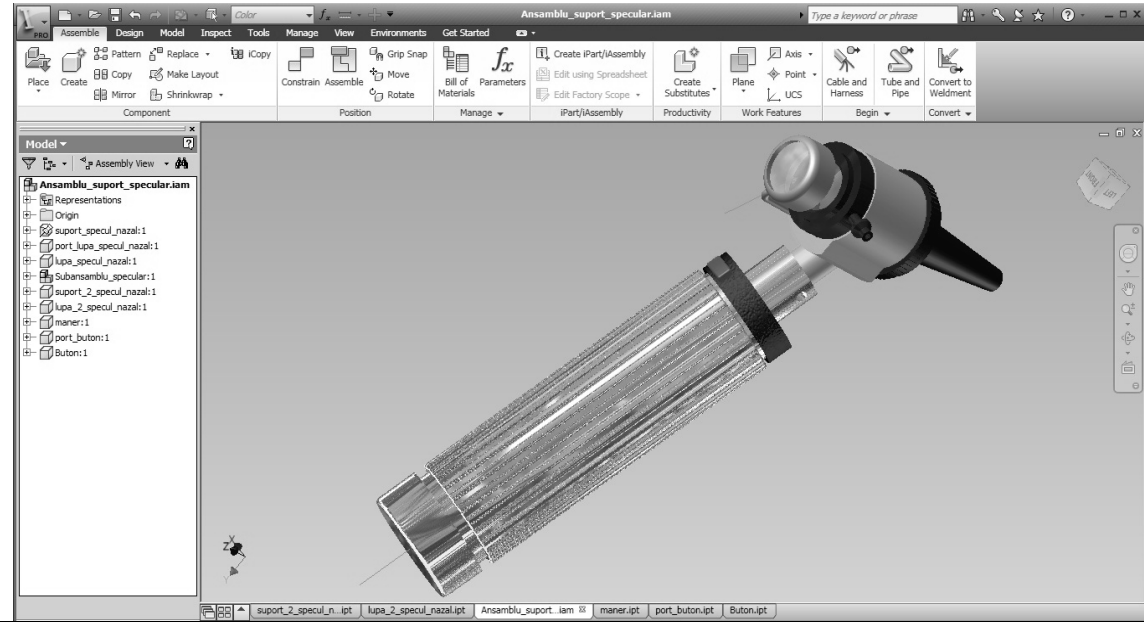 Color
Ansamblu_suport_specular.iam
Type a keyword or phrase
PRO
Assemble Design Model Inspect Tools Manage View Environments Get Started
Place
Create
Pattern
Copy
Mirror
Replace
Make Layout
Shrinkwrap
iCopy
Component
Constrain
Assemble
Grip Snap
Move
Rotate
Position
Bill of Materials
fx
Parameters
Manage
Create iPart/iAssembly
Edit using Spreadsheet
Edit Factory Scope
iPart/iAssembly
Create Substitutes
Productivity
Plane
Axis
Point
UCS
Work Features
Cable and Harness
Tube and Pipe
Begin
Convert to Weldment
Convert
Model
Assembly View
Ansamblu_suport_specular.iam
Representations
Origin
suport_specul_nazal:1
port_lupa_specul_nazal:1
lupa_specul_nazal:1
Subansamblu_specular:1
suport_2_specul_nazal:1
lupa_2_specul_nazal:1
maner:1
port_buton:1
Buton:1
Z X
Y
suport_2_specul_n...ipt lupa_2_specul_nazal.ipt Ansamblu_suport...iam maner.ipt port_buton.ipt Buton.ipt